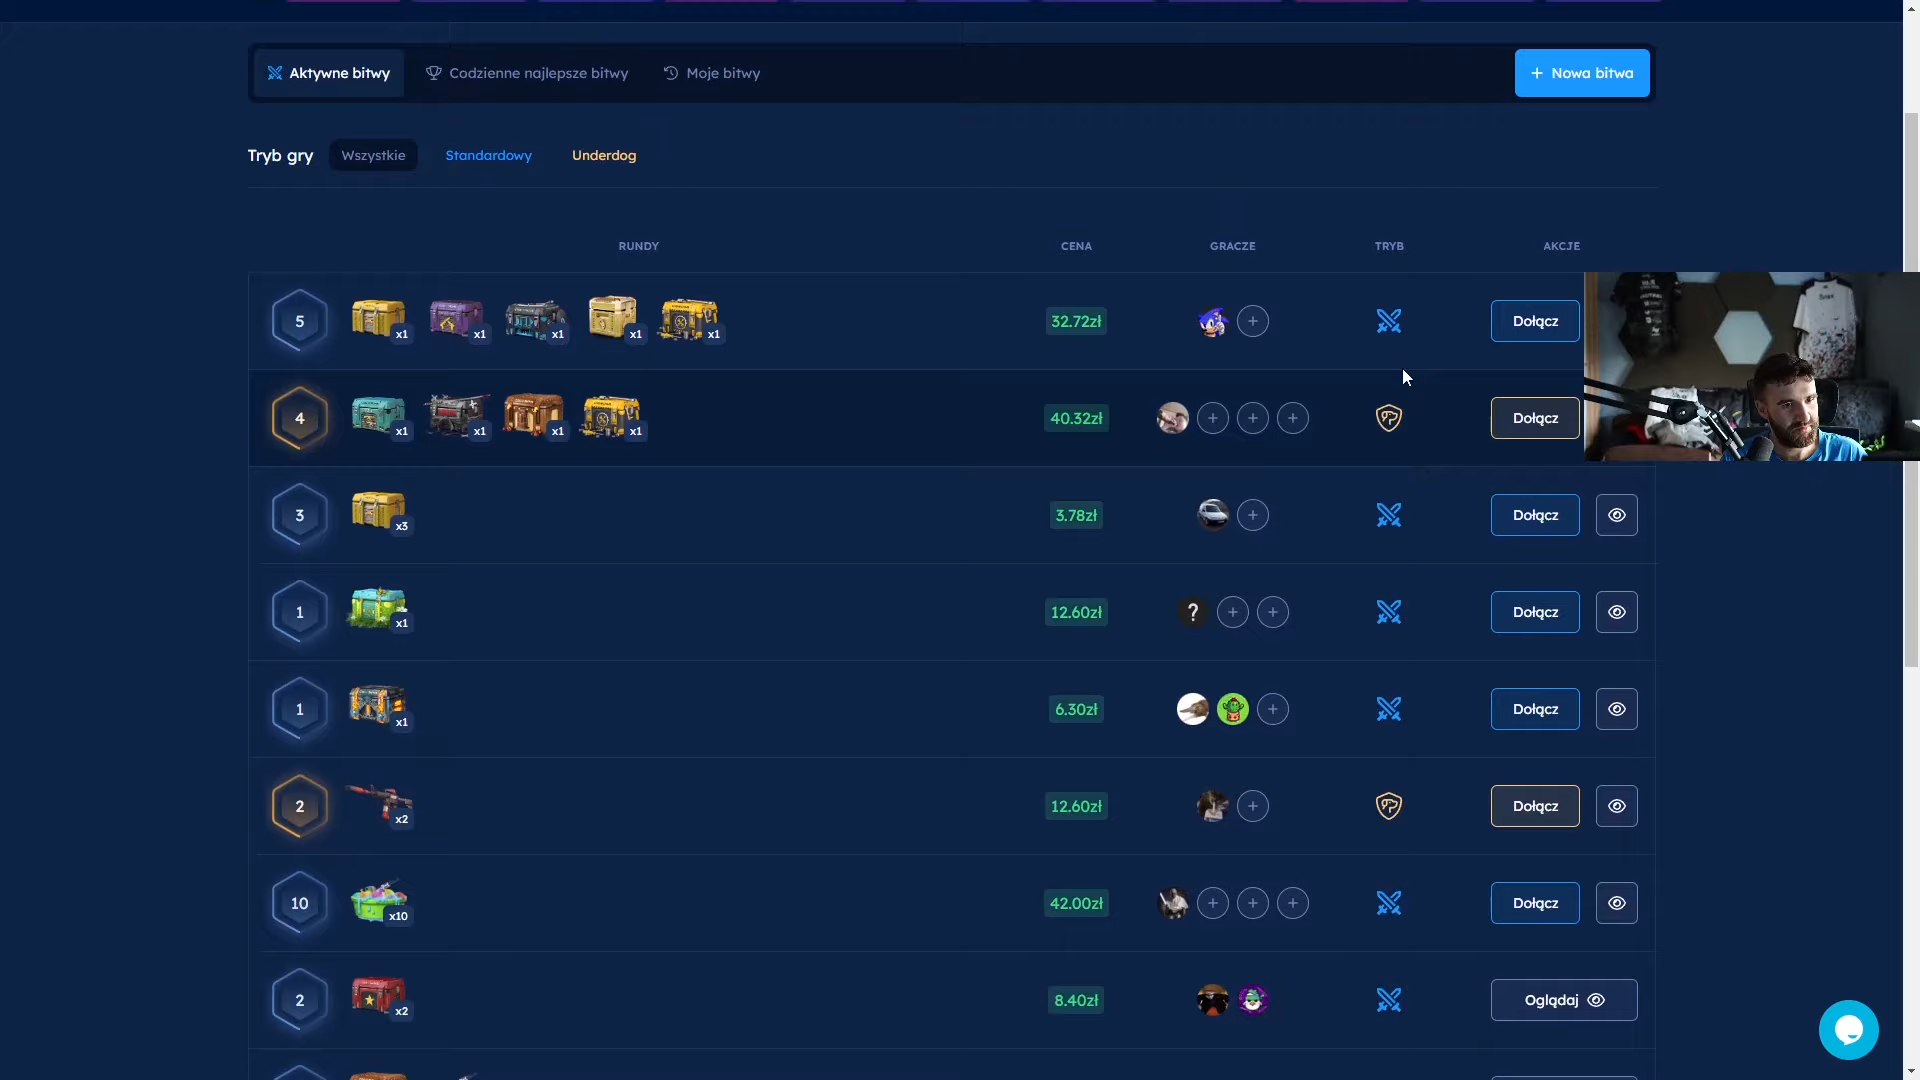 Aktywne bitwy
Codzienne najlepsze bitwy
Moje bitwy
+ Nowa bitwa
Tryb gry
Wszystkie
Standardowy
Underdog
RUNDY
CENA
GRACZE
TRYB
AKCJE
5
x1
x1
x1
x1
x1
32.72zł
+
Dołącz
4
x1
x1
x1
x1
40.32zł
+
+
+
Dołącz
3
x3
3.78zł
+
Dołącz
1
x1
12.60zł
?
+
+
Dołącz
1
x1
6.30zł
+
Dołącz
2
x2
12.60zł
+
Dołącz
10
x10
42.00zł
+
+
+
Dołącz
2
x2
8.40zł
Oglądaj